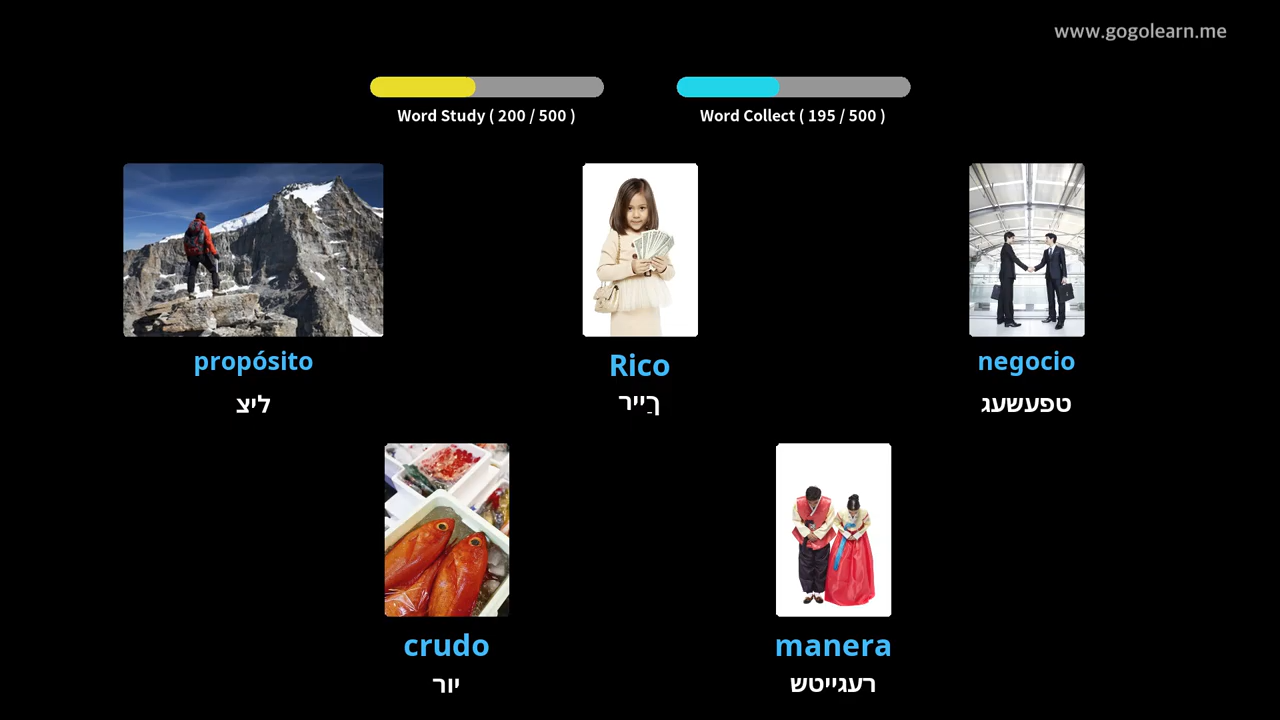 www.gogolearn.me
Word Study ( 200 / 500 )
Word Collect ( 195 / 500 )
propósito
ליצ
Rico
ךַייר
negocio
טפעשעג
crudo
יור
manera
רעגייטש